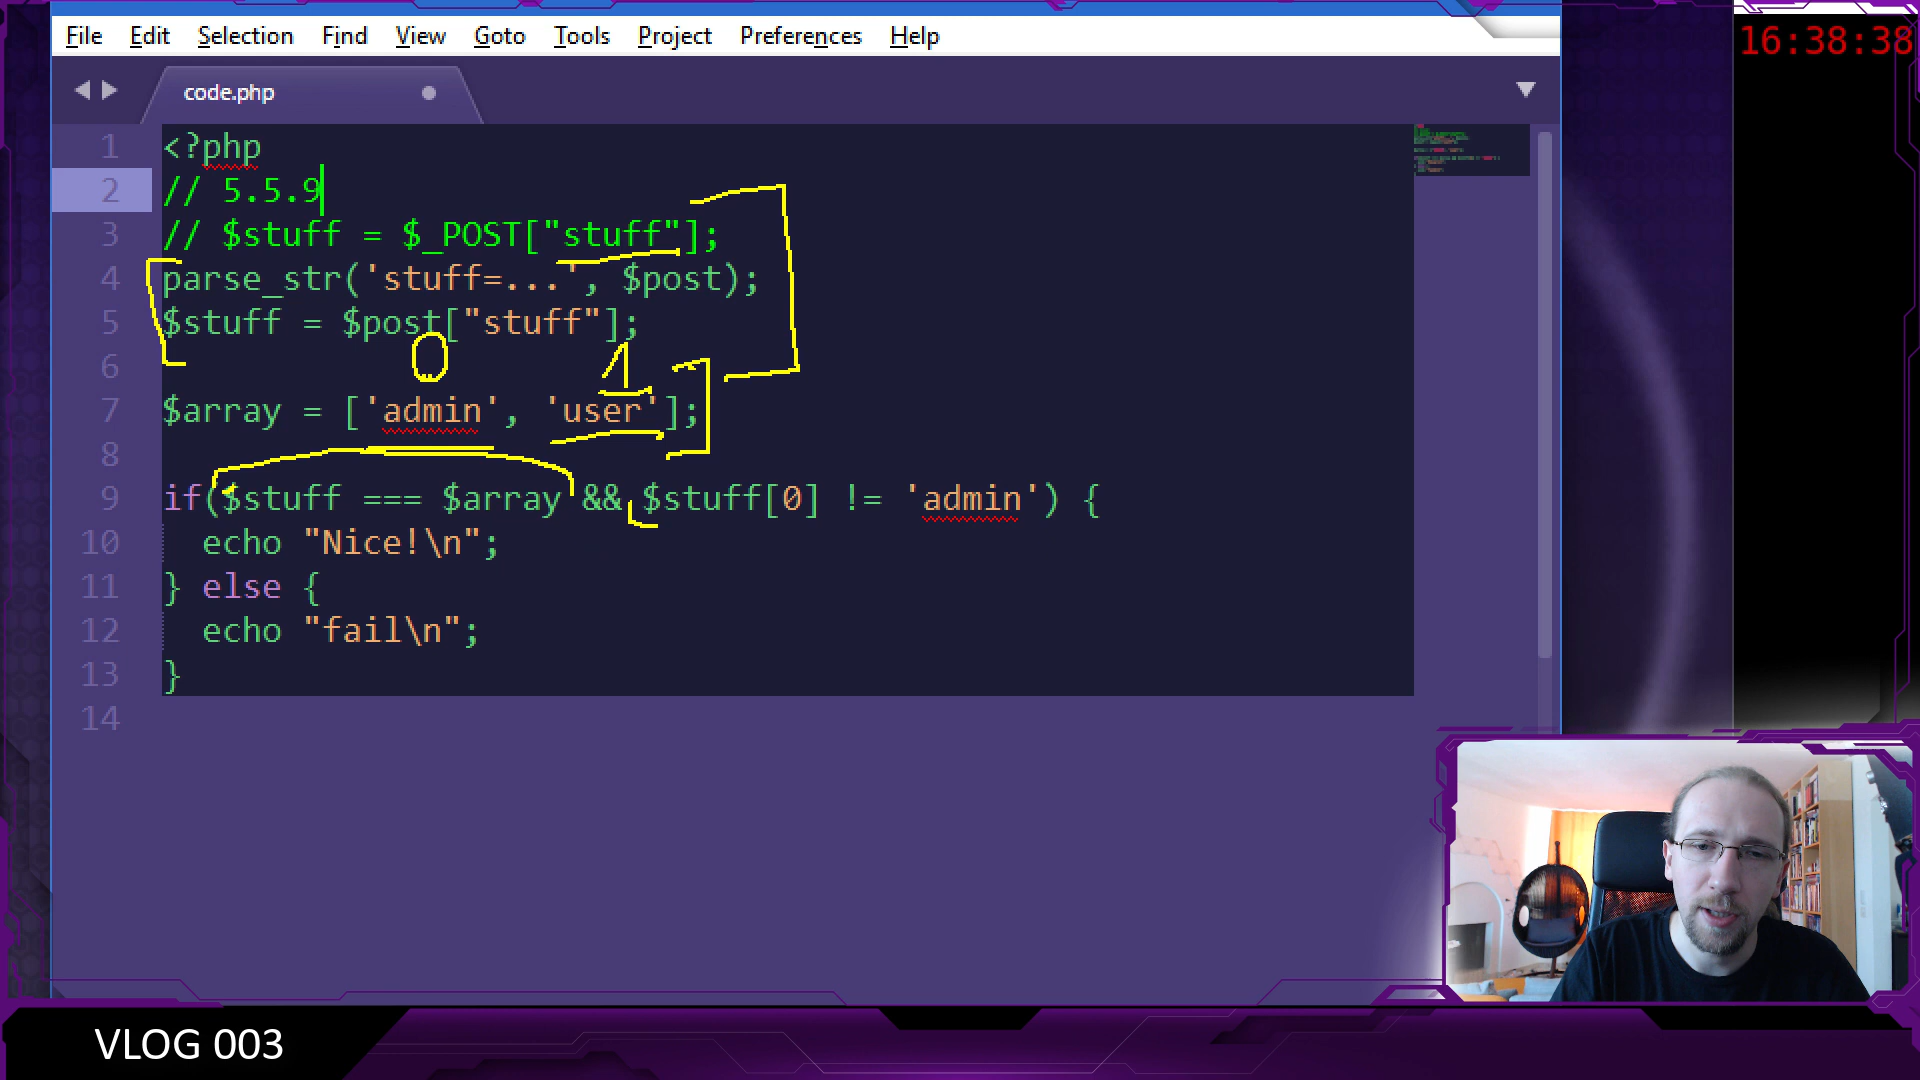 File Edit Selection Find View Goto Tools Project Preferences Help
16:38:38
code.php
1 <?php
2 // 5.5.9
3 // $stuff = $_POST["stuff"];
4 parse_str('stuff=...', $post);
5 $stuff = $post["stuff"];
6 0 1
7 $array = ['admin', 'user'];
8
9 if($stuff === $array && $stuff[0] != 'admin') {
10 echo "Nice!\n";
11 } else {
12 echo "fail\n";
13 }
14
VLOG 003